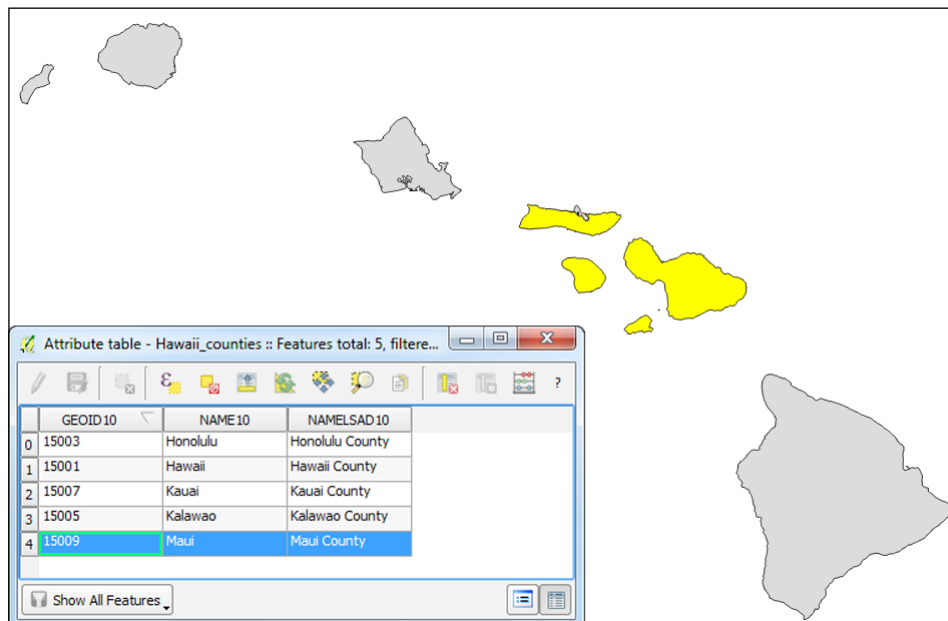 Attribute table - Hawaii_counties :: Features total: 5, filtere...
ε ?
GEOID10 NAME10 NAMELSAD10
0 15003 Honolulu Honolulu County
1 15001 Hawaii Hawaii County
2 15007 Kauai Kauai County
3 15005 Kalawao Kalawao County
4 15009 Maui Maui County
Show All Features